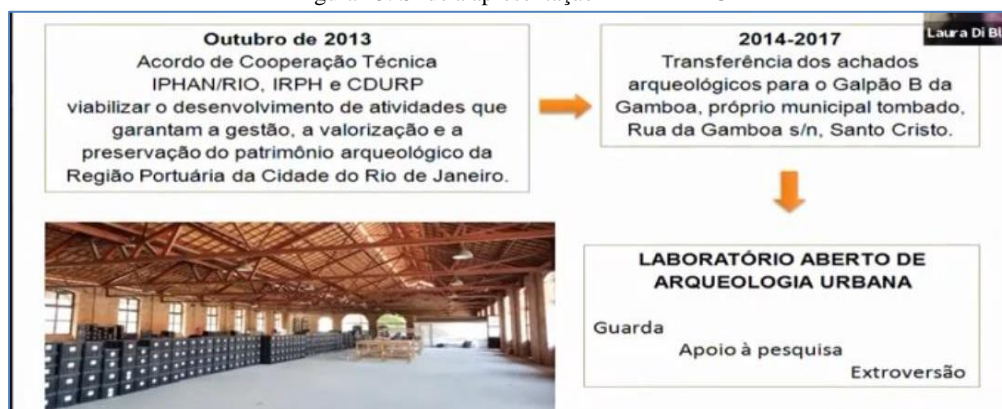 Outubro de 2013
Acordo de Cooperação Técnica
IPHAN/RIO, IRPH e CDURP
viabilizar o desenvolvimento de atividades que
garantam a gestão, a valorização e a
preservação do patrimônio arqueológico da
Região Portuária da Cidade do Rio de Janeiro.
2014-2017
Transferência dos achados
arqueológicos para o Galpão B da
Gamboa, próprio municipal tombado,
Rua da Gamboa s/n, Santo Cristo.
Laura Di
LABORATÓRIO ABERTO DE
ARQUEOLOGIA URBANA
Guarda
Apoio à pesquisa
Extroversão